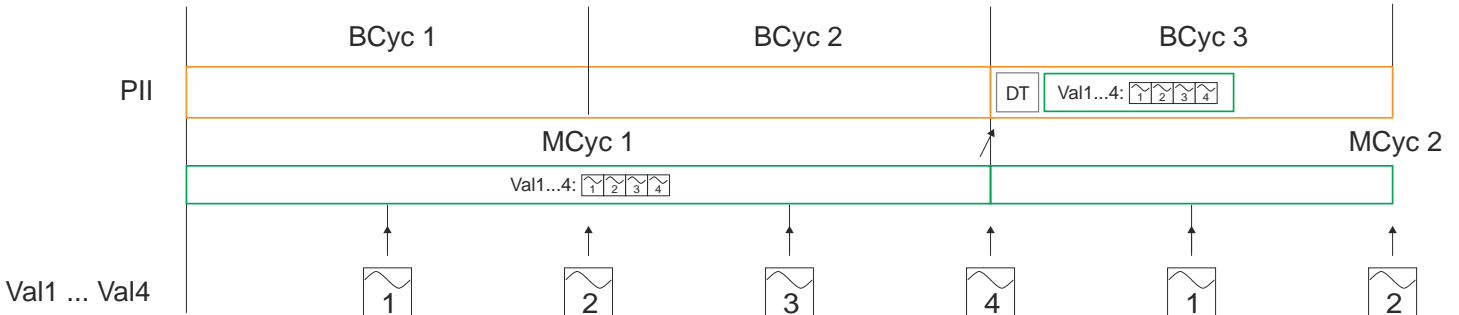 BCyc 1 BCyc 2 BCyc 3
PII DT Val1...4: 1 2 3 4
MCyc 1 MCyc 2
Val1...4: 1 2 3 4
Val1 ... Val4 1 2 3 4 1 2